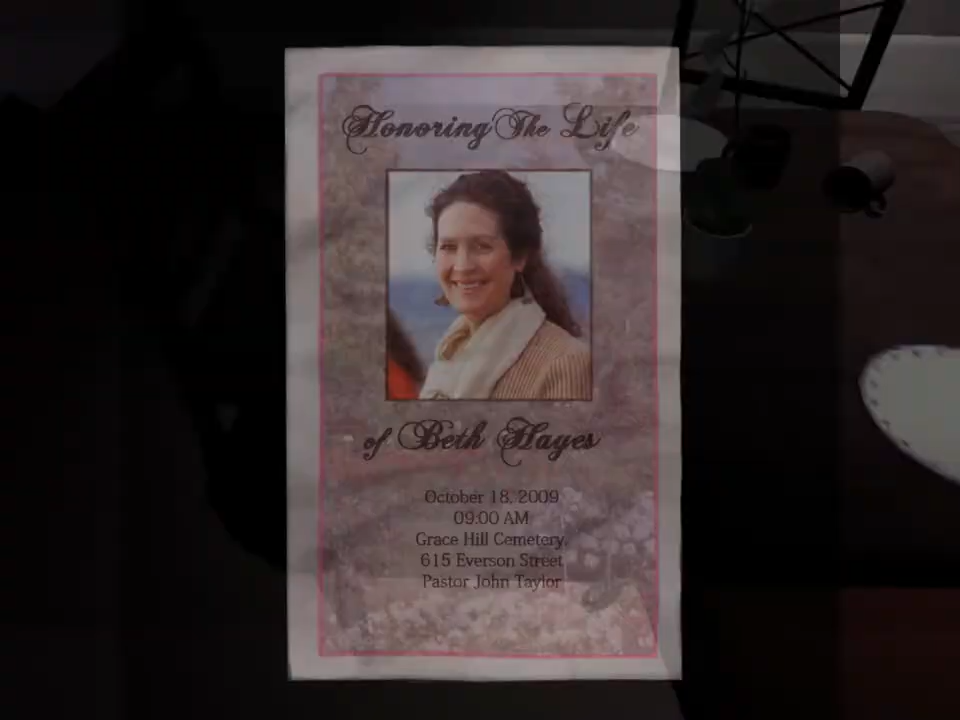 Honoring The Life
of Beth Hayes
October 18, 2009
09:00 AM
Grace Hill Cemetery
615 Everson Street
Pastor John Taylor